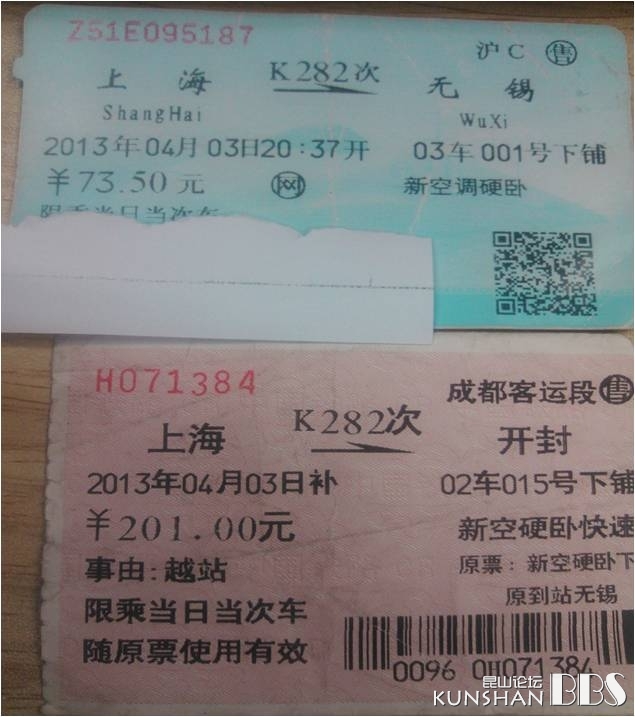 Z51E095187
沪C 售
上海 K282次 无锡
ShangHai WuXi
2013年04月03日20:37开 03车001号下铺
￥73.50元 网 新空调硬卧
限乘当日当次车
H071384
成都客运段 售
上海 K282次 开封
2013年04月03日补 02车015号下铺
￥201.00元 新空硬卧快速
事由:越站 原票:新空硬卧下
限乘当日当次车 原到站无锡
随原票使用有效
0096 0H071384
昆山论坛
KUNSHAN BBS